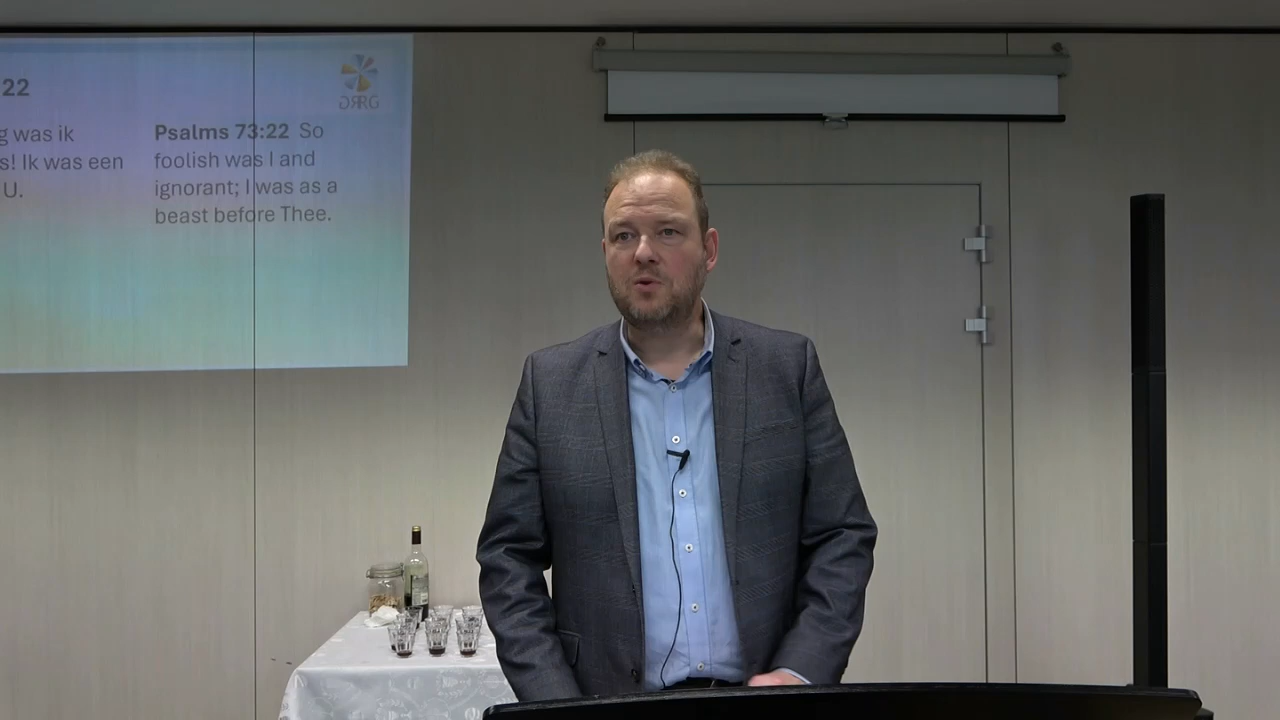 22
g was ik
s! Ik was een
U.
Psalms 73:22 So
foolish was I and
ignorant; I was as a
beast before Thee.
GRRG